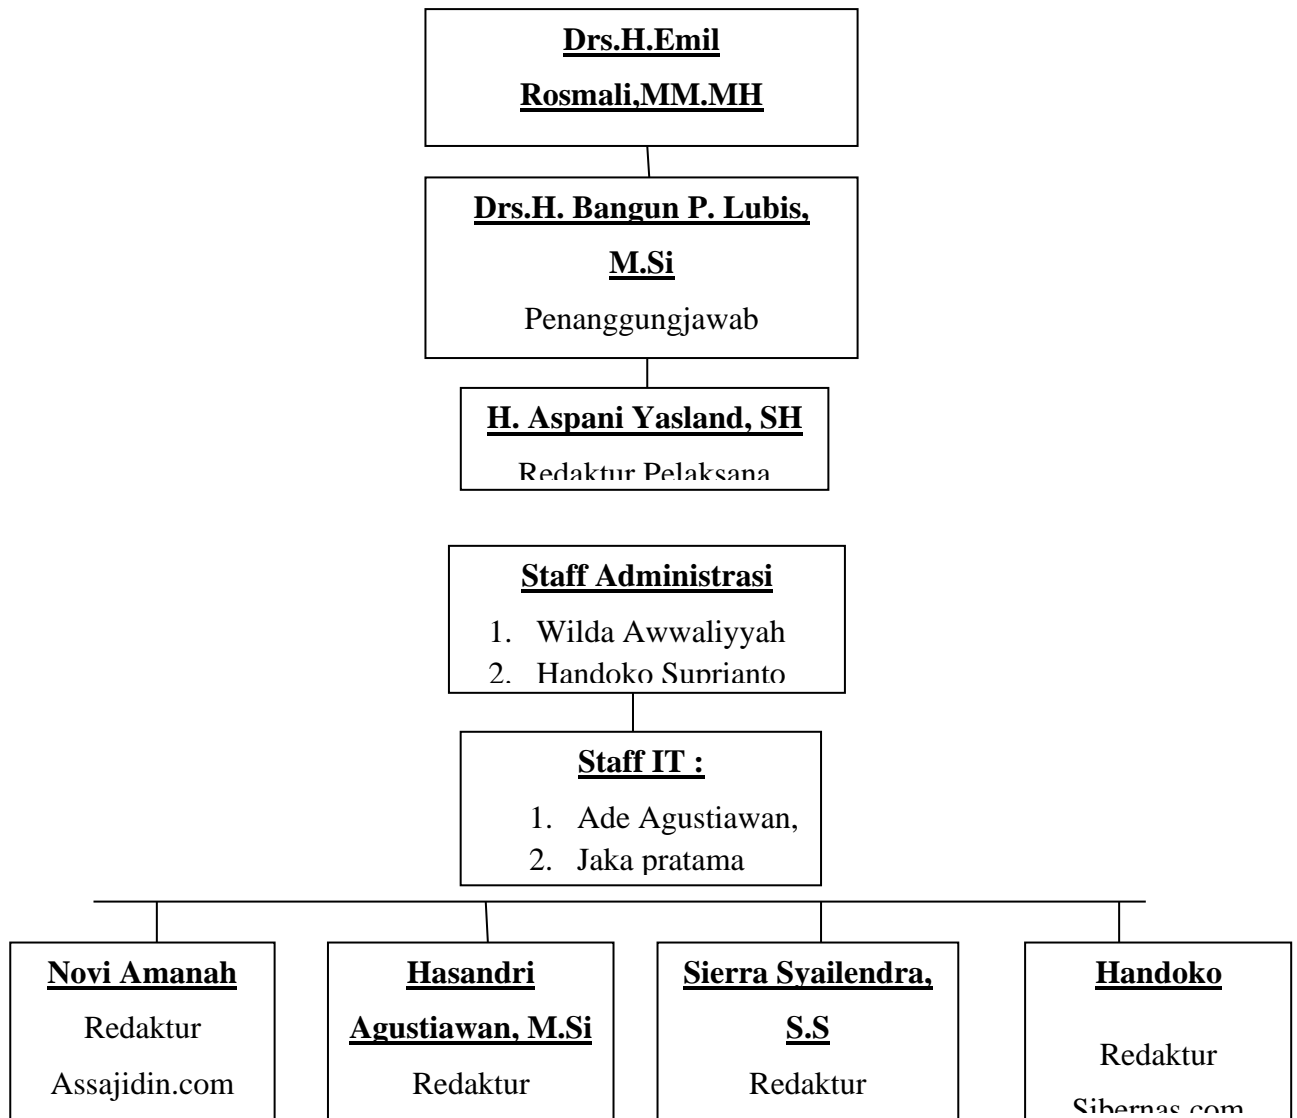 Drs.H.Emil
Rosmali,MM.MH
Drs.H. Bangun P. Lubis,
M.Si
Penanggungjawab
H. Aspani Yasland, SH
Redaktur Pelaksana
Staff Administrasi
1. Wilda Awwaliyyah
2. Handoko Suprianto
Staff IT :
1. Ade Agustiawan,
2. Jaka pratama
Novi Amanah
Redaktur
Assajidin.com
Hasandri
Agustiawan, M.Si
Redaktur
Sierra Syailendra,
S.S
Redaktur
Handoko
Redaktur
Sibernas.com